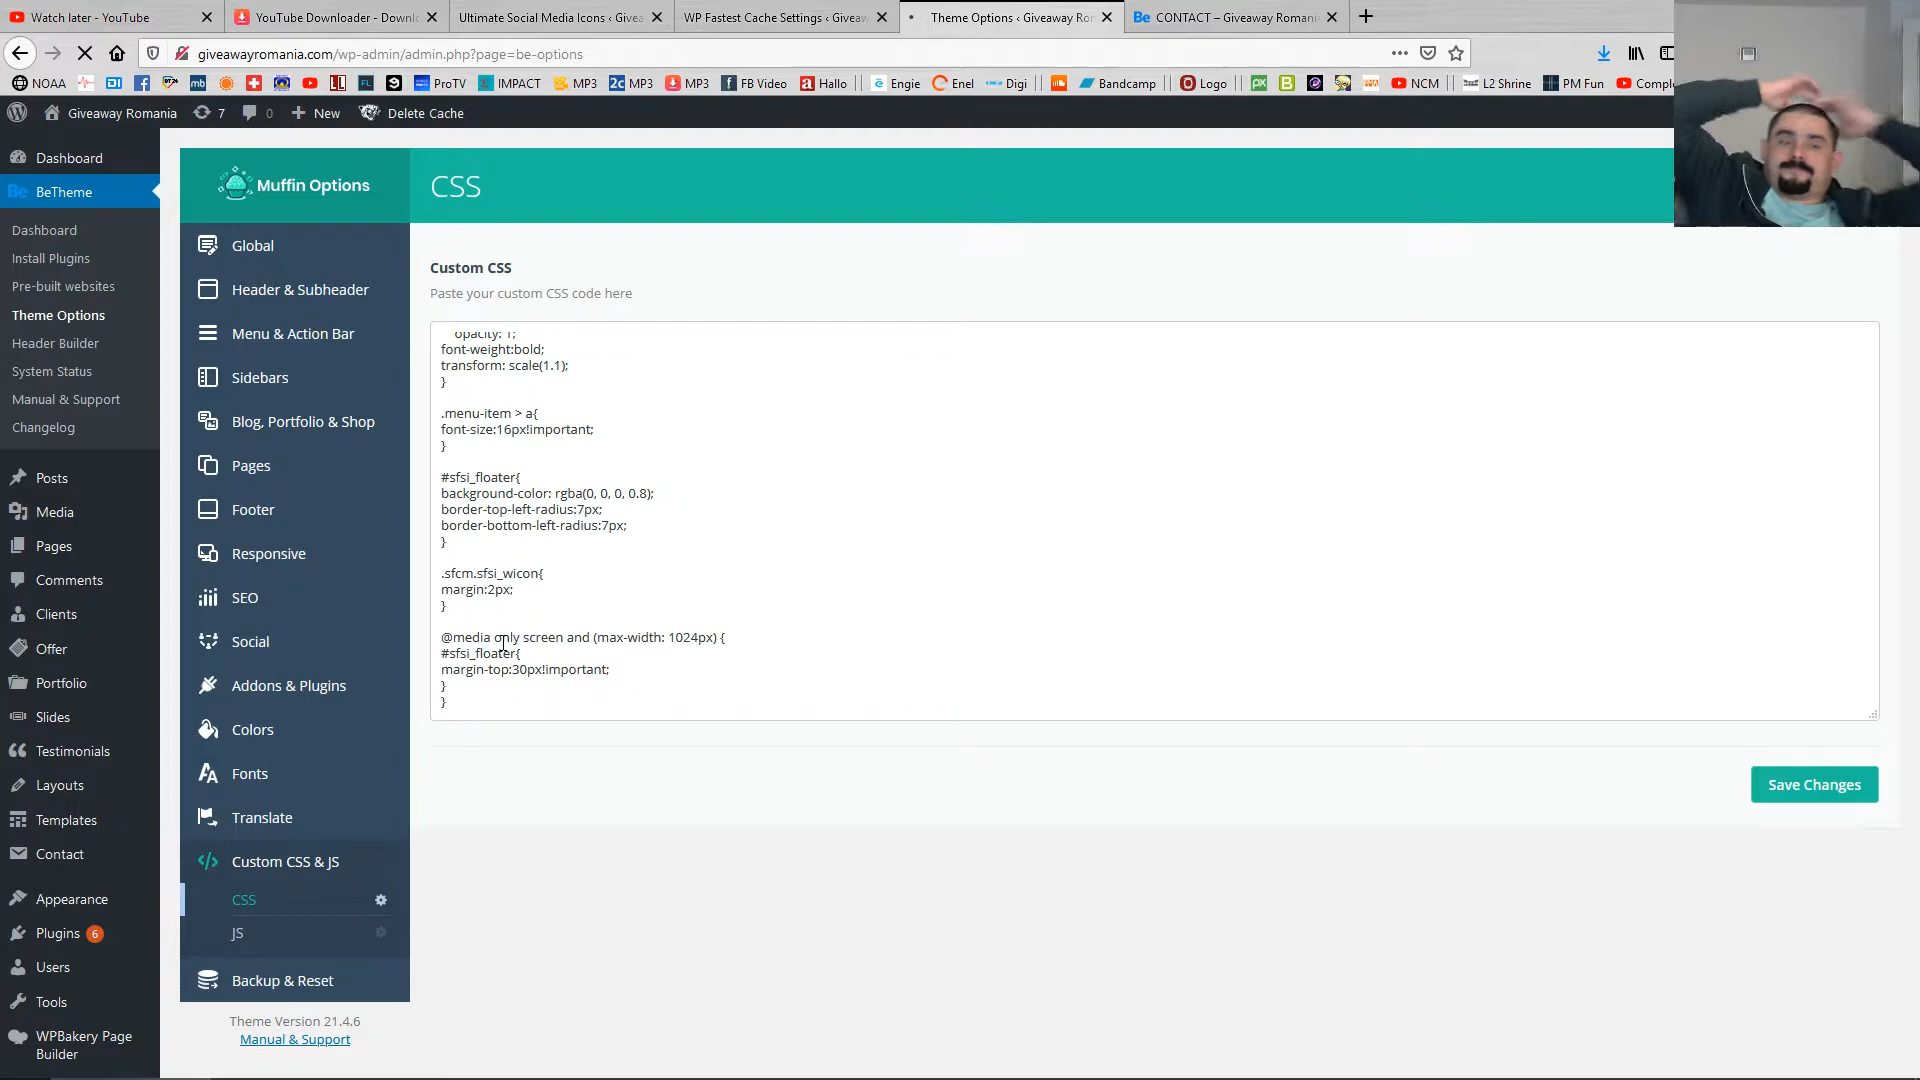 Watch later - YouTube
YouTube Downloader - Downl
Ultimate Social Media Icons ‹ Givea
WP Fastest Cache Settings ‹ Giveaw
Theme Options ‹ Giveaway Ro
Be CONTACT – Giveaway Romani
giveawayromania.com/wp-admin/admin.php?page=be-options
NOAA
ProTV
IMPACT
MP3
2c MP3
MP3
FB Video
Hallo
Engie
Enel
Digi
Bandcamp
Logo
NCM
L2 Shrine
PM Fun
Compl
Giveaway Romania
7
0
New
Delete Cache
Dashboard
Be BeTheme
Dashboard
Install Plugins
Pre-built websites
Theme Options
Header Builder
System Status
Manual & Support
Changelog
Posts
Media
Pages
Comments
Clients
Offer
Portfolio
Slides
Testimonials
Layouts
Templates
Contact
Appearance
Plugins 6
Users
Tools
WPBakery Page
Builder
Muffin Options
Global
Header & Subheader
Menu & Action Bar
Sidebars
Blog, Portfolio & Shop
Pages
Footer
Responsive
SEO
Social
Addons & Plugins
Colors
Fonts
Translate
Custom CSS & JS
CSS
JS
Backup & Reset
Theme Version 21.4.6
Manual & Support
CSS
Custom CSS
Paste your custom CSS code here
opacity: 1;
font-weight:bold;
transform: scale(1.1);
}
.menu-item > a{
font-size:16px!important;
}
#sfsi_floater{
background-color: rgba(0, 0, 0, 0.8);
border-top-left-radius:7px;
border-bottom-left-radius:7px;
}
.sfcm.sfsi_wicon{
margin:2px;
}
@media only screen and (max-width: 1024px) {
#sfsi_floater{
margin-top:30px!important;
}
}
Save Changes